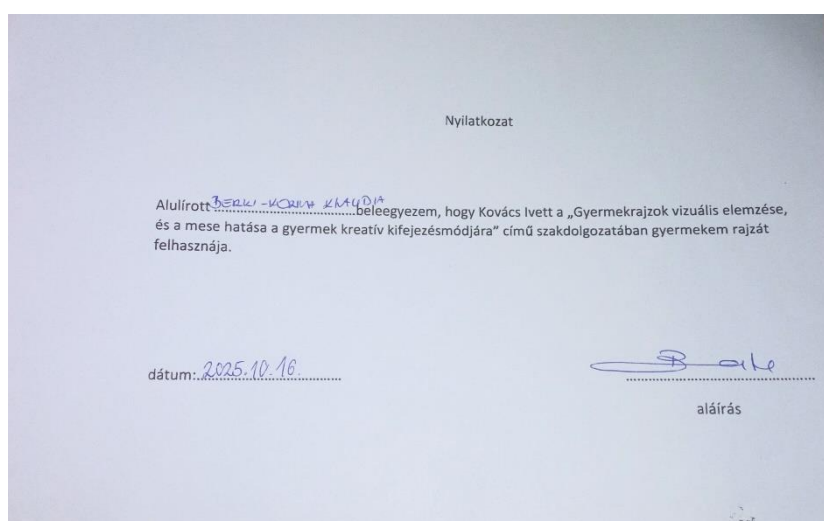 Nyilatkozat
Alulírott BERKI-KORMA KLAUDIA beleegyezem, hogy Kovács Ivett a „Gyermekrajzok vizuális elemzése,
és a mese hatása a gyermek kreatív kifejezésmódjára” című szakdolgozatában gyermekem rajzát
felhasználja.
dátum: 2025.10.16.
aláírás